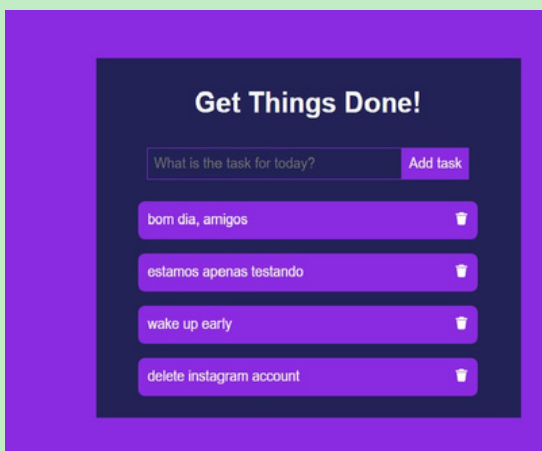 Get Things Done!
What is the task for today? Add task
bom dia, amigos
estamos apenas testando
wake up early
delete instagram account